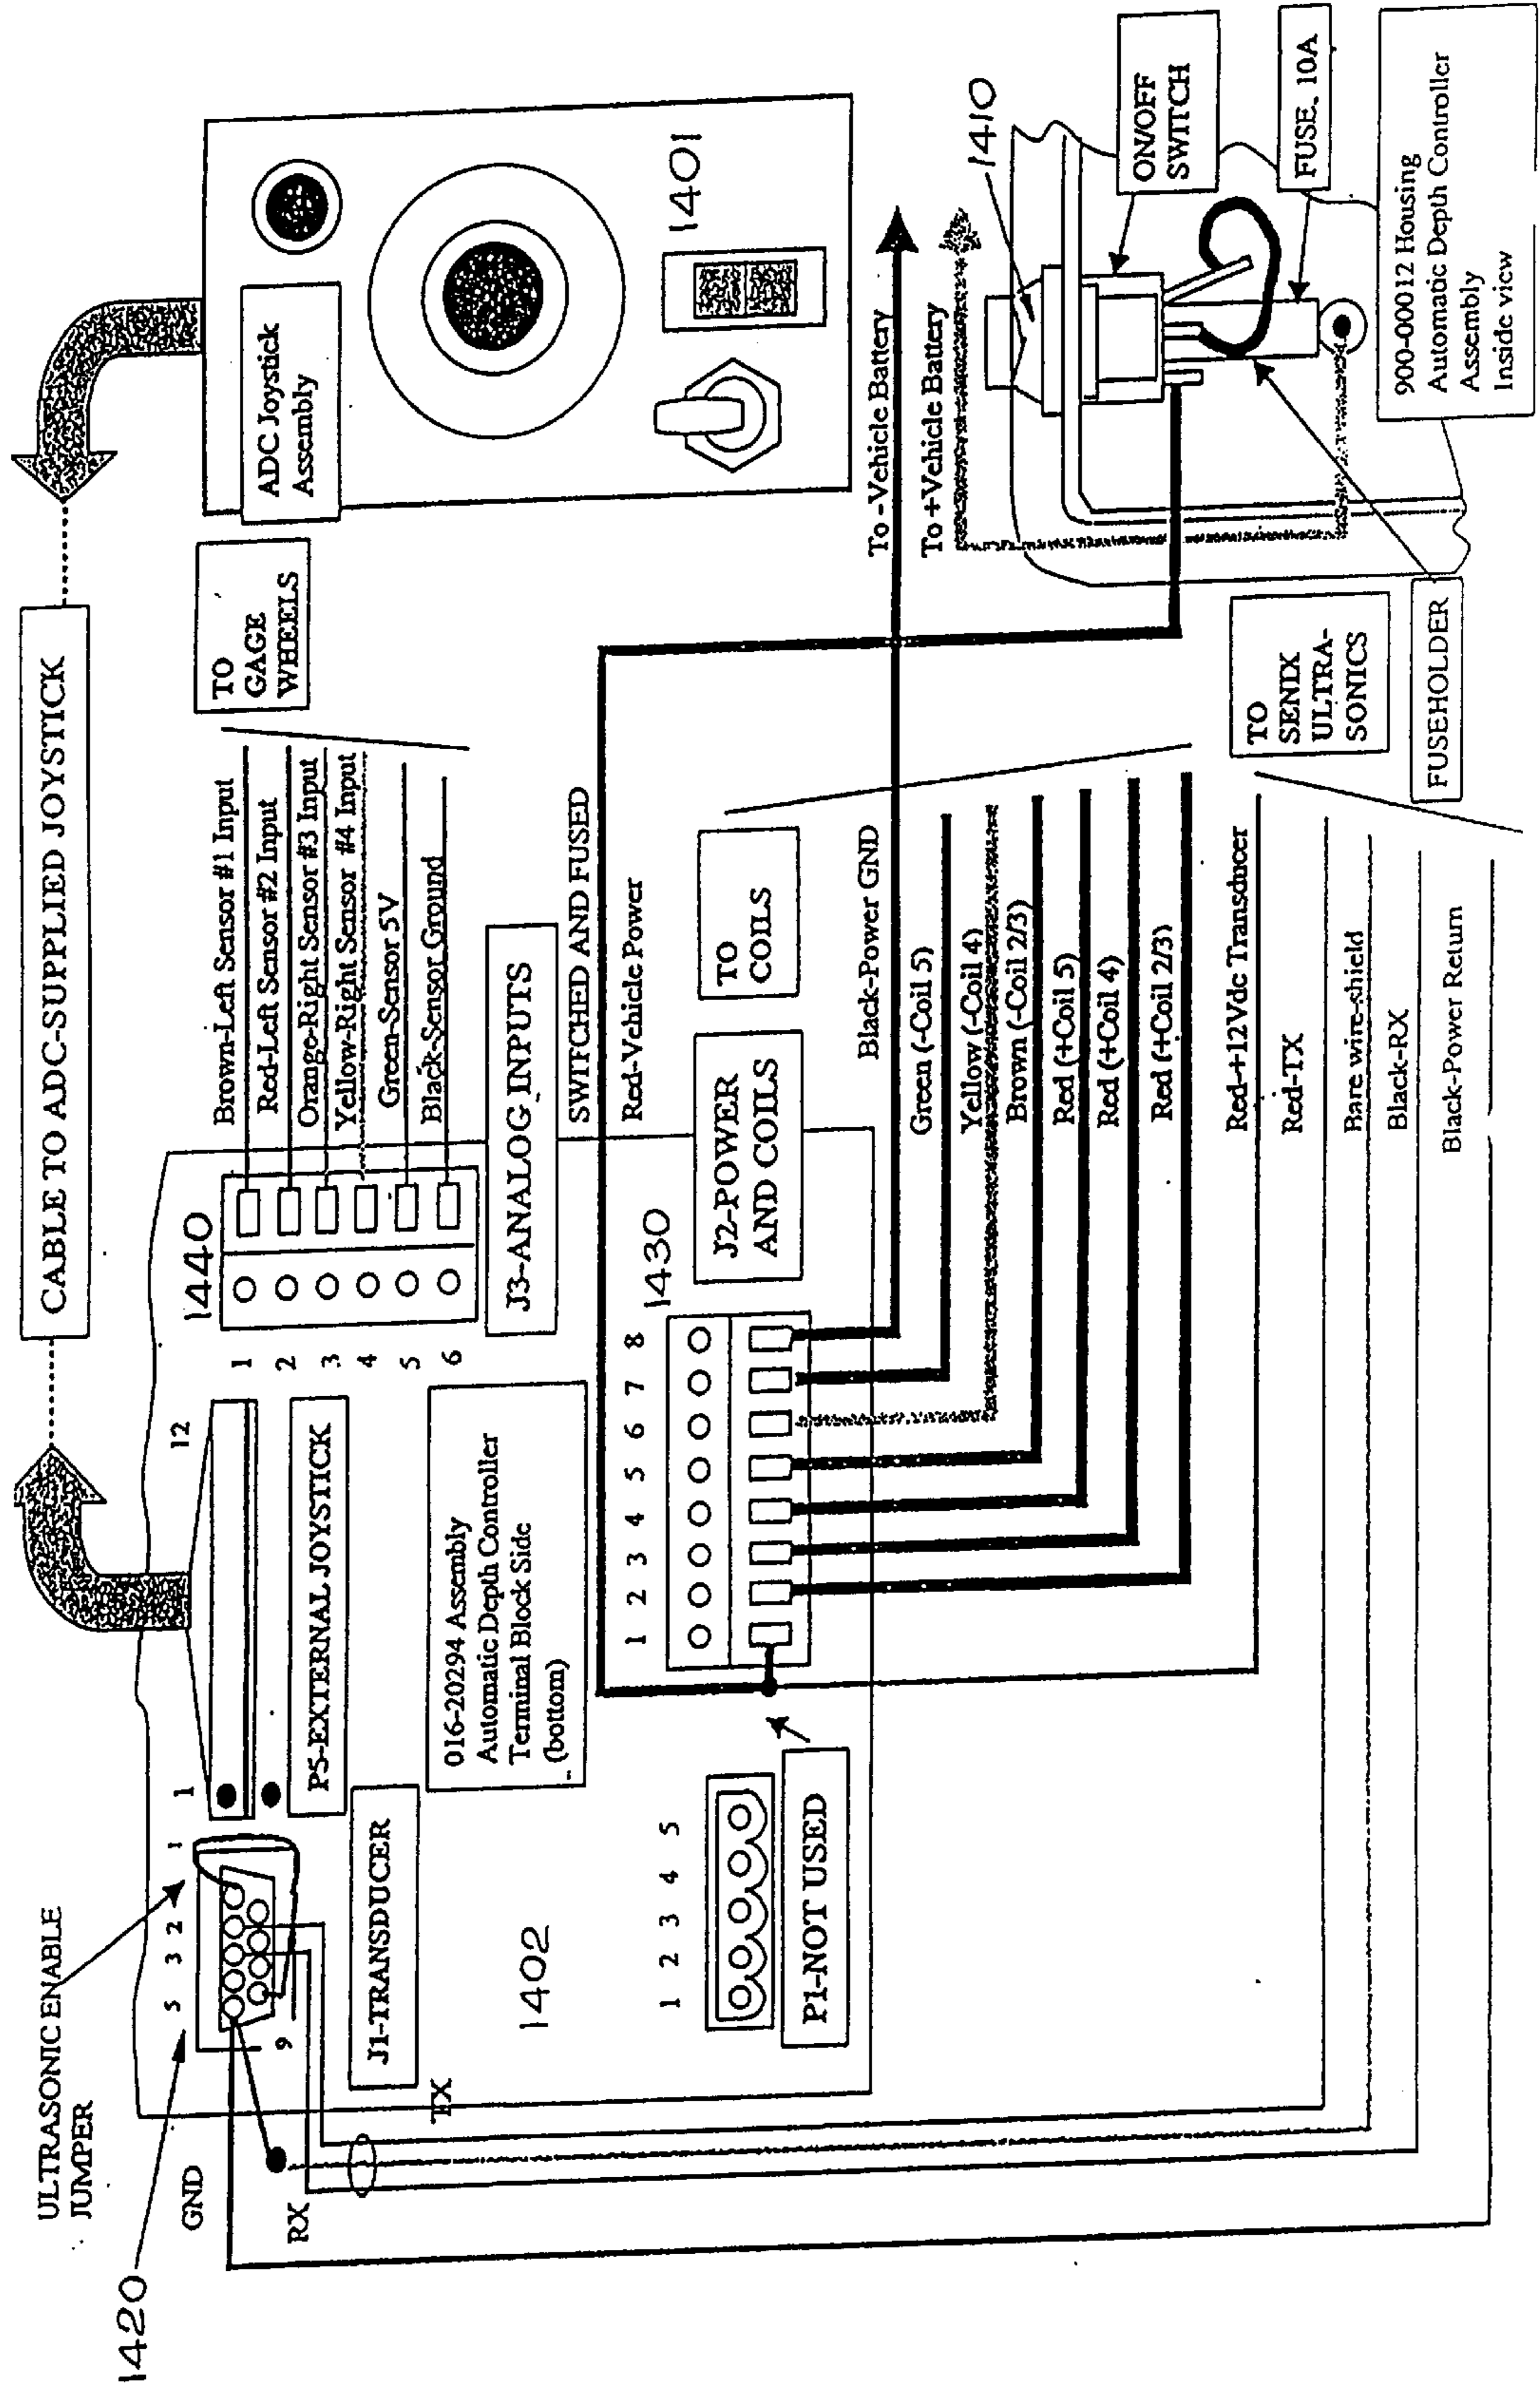 CABLE TO ADC-SUPPLIED JOYSTICK
1420
ULTRASONIC ENABLE
JUMPER
GND
RX
TX
5 3 2 1
9
J1-TRANSDUCER
1402
1 12
P5-EXTERNAL JOYSTICK
016-20294 Assembly
Automatic Depth Controller
Terminal Block Side
(bottom)
1 2 3 4 5
P1-NOT USED
1440
1
2
3
4
5
6
Brown-Left Sensor #1 Input
Red-Left Sensor #2 Input
Orange-Right Sensor #3 Input
Yellow-Right Sensor #4 Input
Green-Sensor 5V
Black-Sensor Ground
TO
GAGE
WHEELS
J3-ANALOG INPUTS
SWITCHED AND FUSED
Red-Vehicle Power
1430
1 2 3 4 5 6 7 8
J2-POWER
AND COILS
TO
COILS
Black-Power GND
Green (-Coil 5)
Yellow (-Coil 4)
Brown (-Coil 2/3)
Red (+Coil 5)
Red (+Coil 4)
Red (+Coil 2/3)
Red-+12Vdc Transducer
Red-TX
Bare wire-shield
Black-RX
Black-Power Return
TO
SENIX
ULTRA-
SONICS
FUSEHOLDER
ADC Joystick
Assembly
1401
To -Vehicle Battery
To +Vehicle Battery
1410
ON/OFF
SWITCH
FUSE, 10A
900-00012 Housing
Automatic Depth Controller
Assembly
Inside view